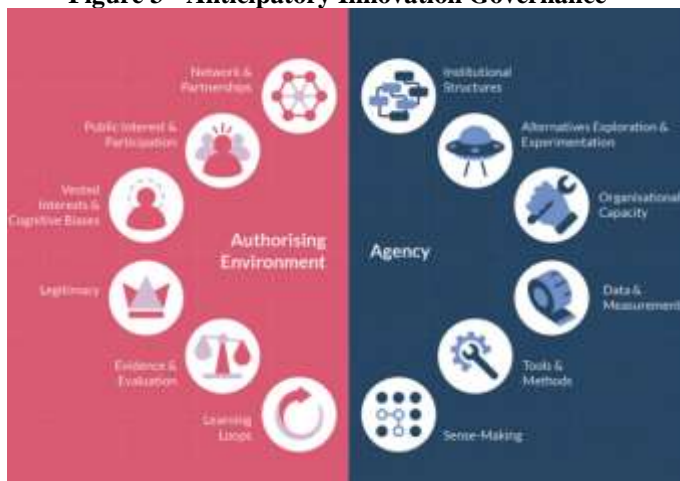 Figure 3 - Anticipatory Innovation Governance
Network &
Partnerships
Public Interest &
Participation
Vested
Interests &
Cognitive Biases
Legitimacy
Evidence &
Evaluation
Learning
Loops
Authorising
Environment
Agency
Institutional
Structures
Alternatives Exploration &
Experimentation
Organisational
Capacity
Data &
Measurement
Tools &
Methods
Sense-Making